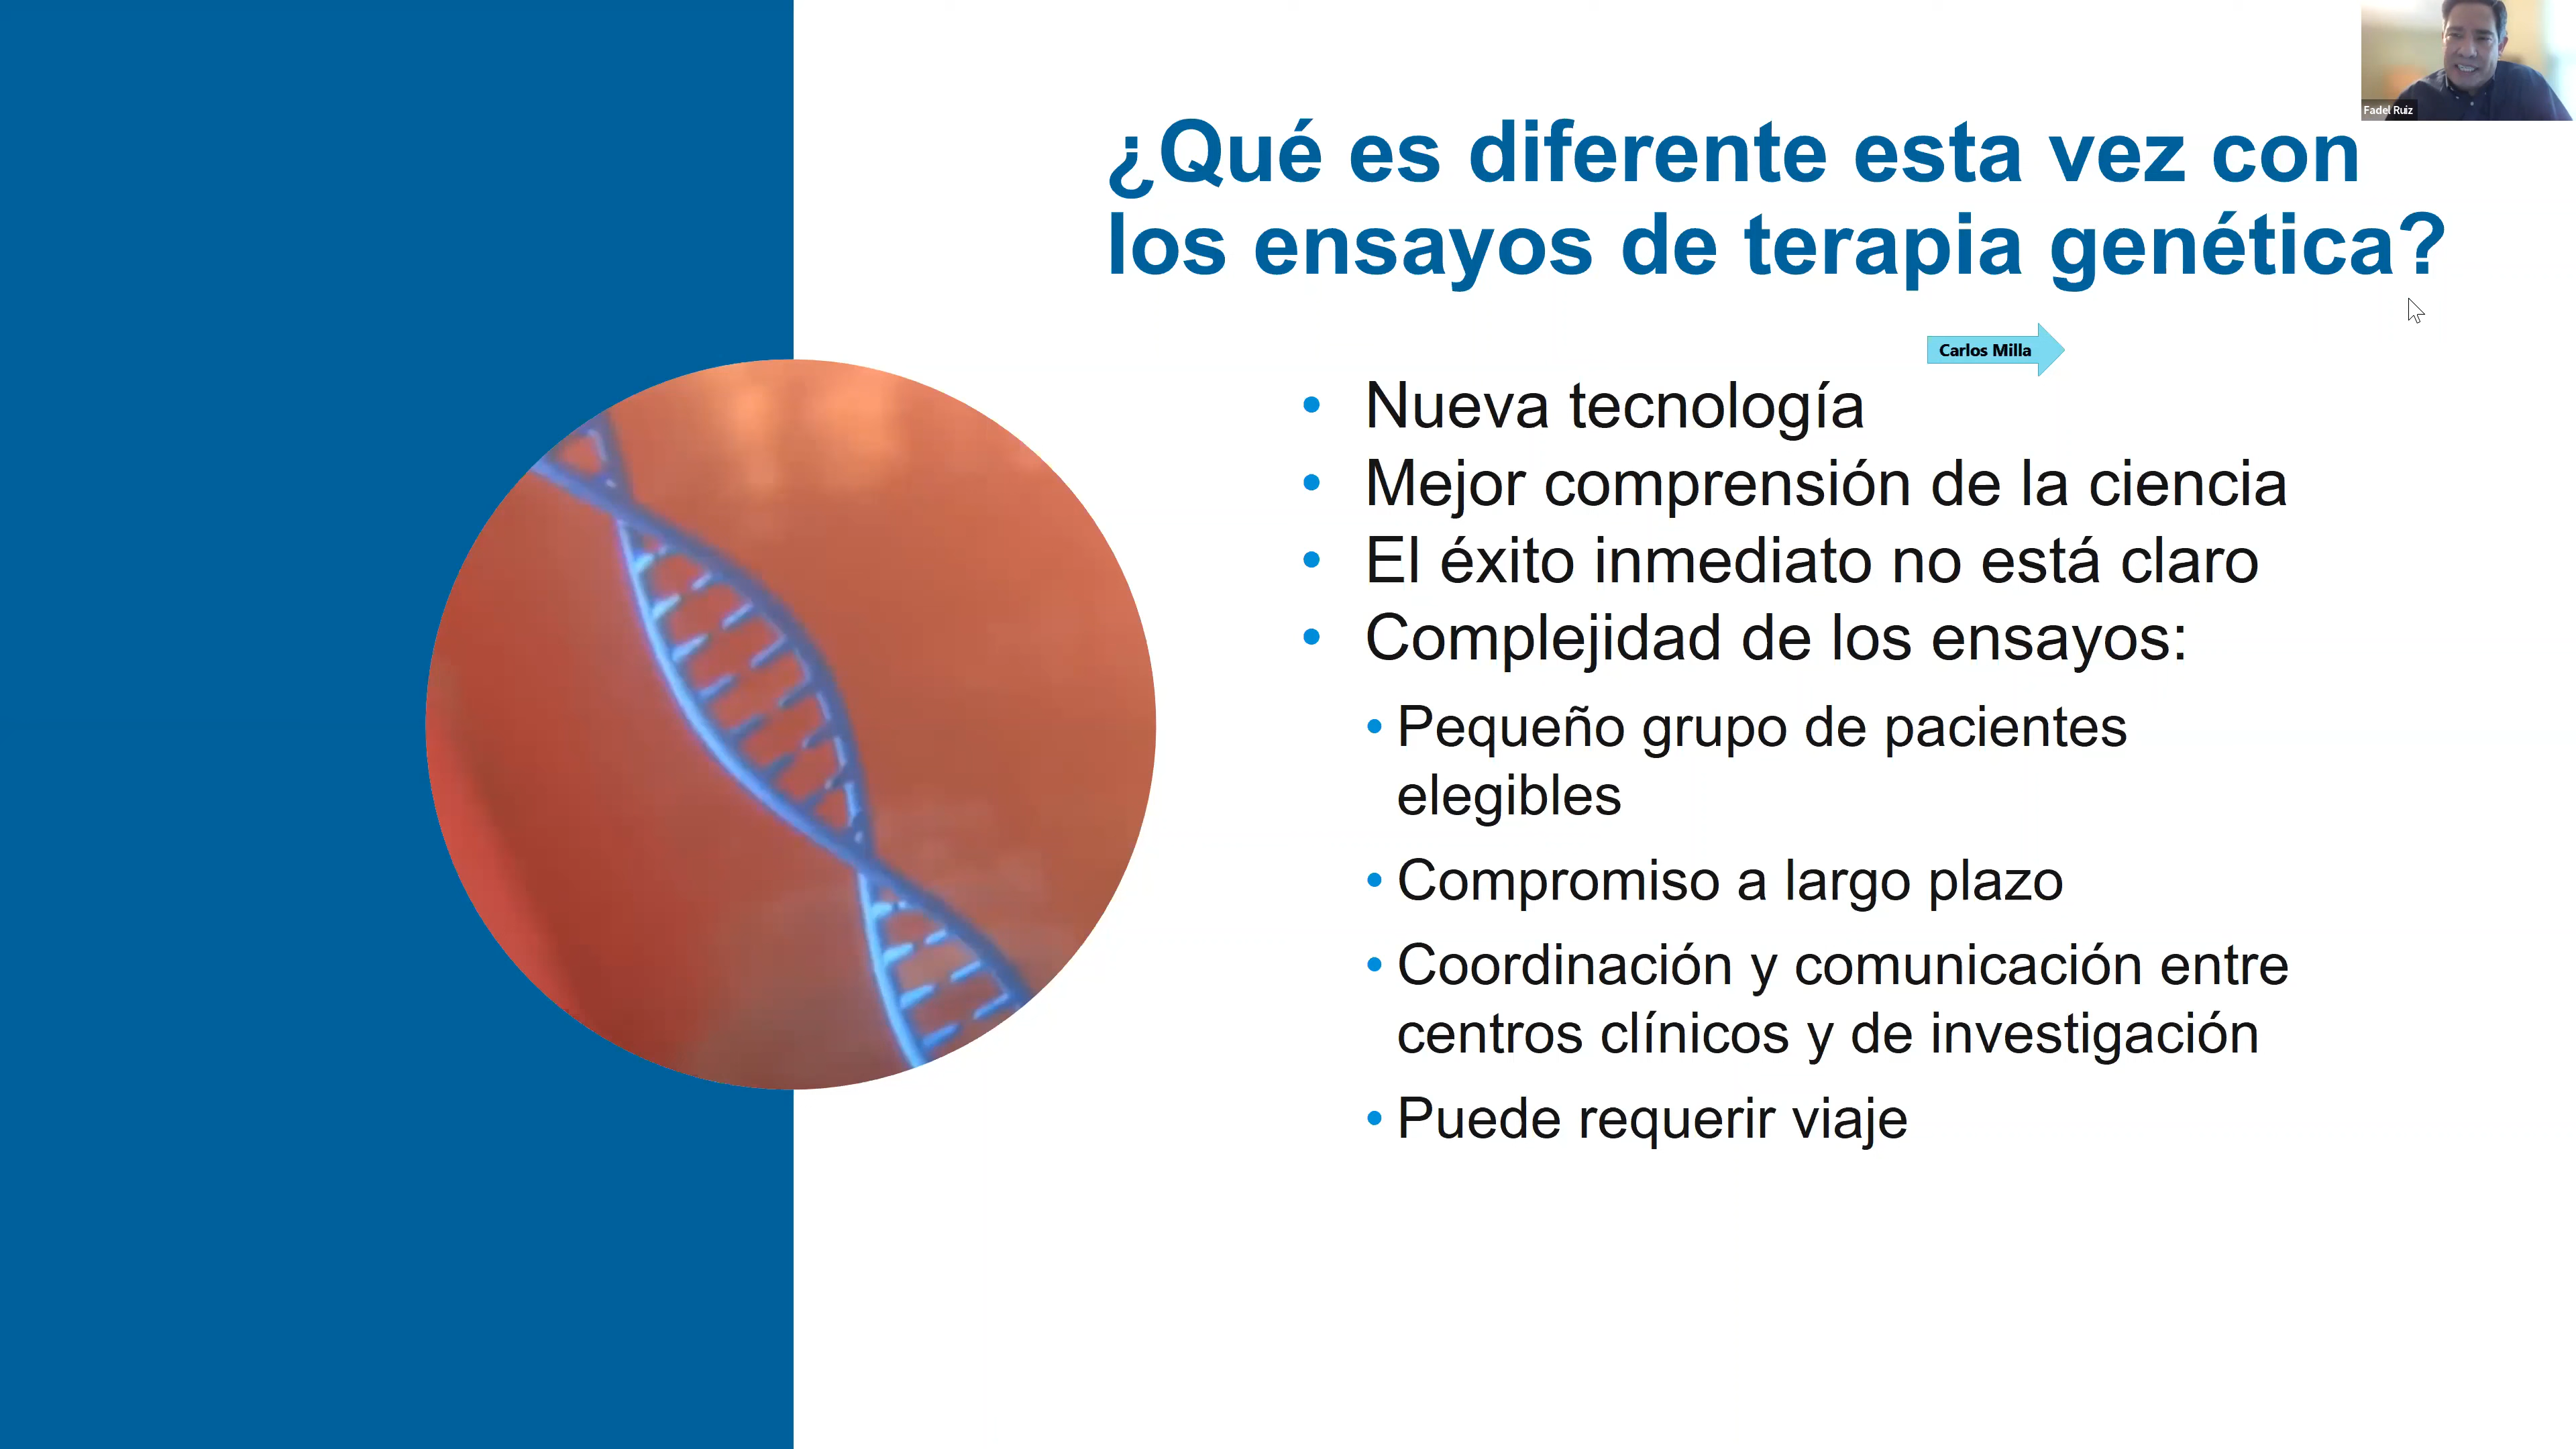 Fadel Ruiz
¿Qué es diferente esta vez con
los ensayos de terapia genética?
Carlos Milla
• Nueva tecnología
• Mejor comprensión de la ciencia
• El éxito inmediato no está claro
• Complejidad de los ensayos:
• Pequeño grupo de pacientes
elegibles
• Compromiso a largo plazo
• Coordinación y comunicación entre
centros clínicos y de investigación
• Puede requerir viaje